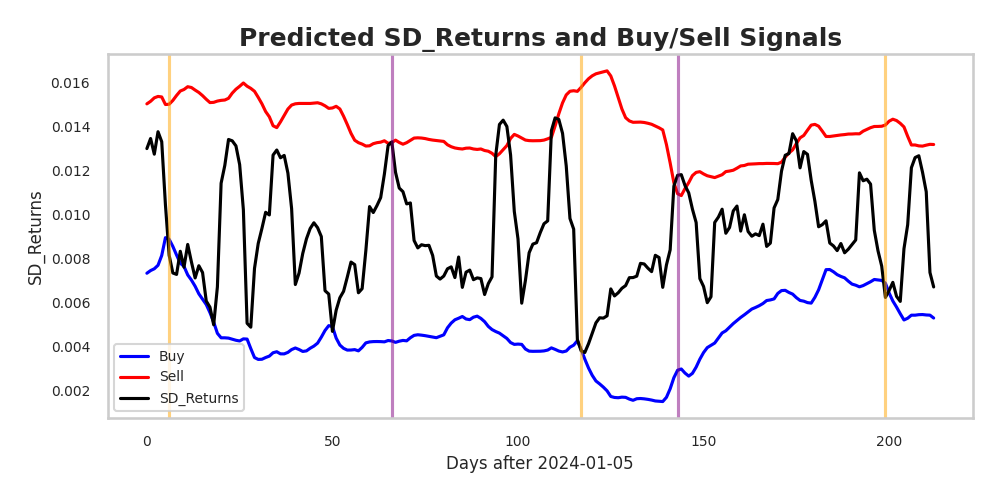 Predicted SD_Returns and Buy/Sell Signals
SD_Returns
0.016
0.014
0.012
0.010
0.008
0.006
0.004
0.002
Buy
Sell
SD_Returns
0 50 100 150 200
Days after 2024-01-05